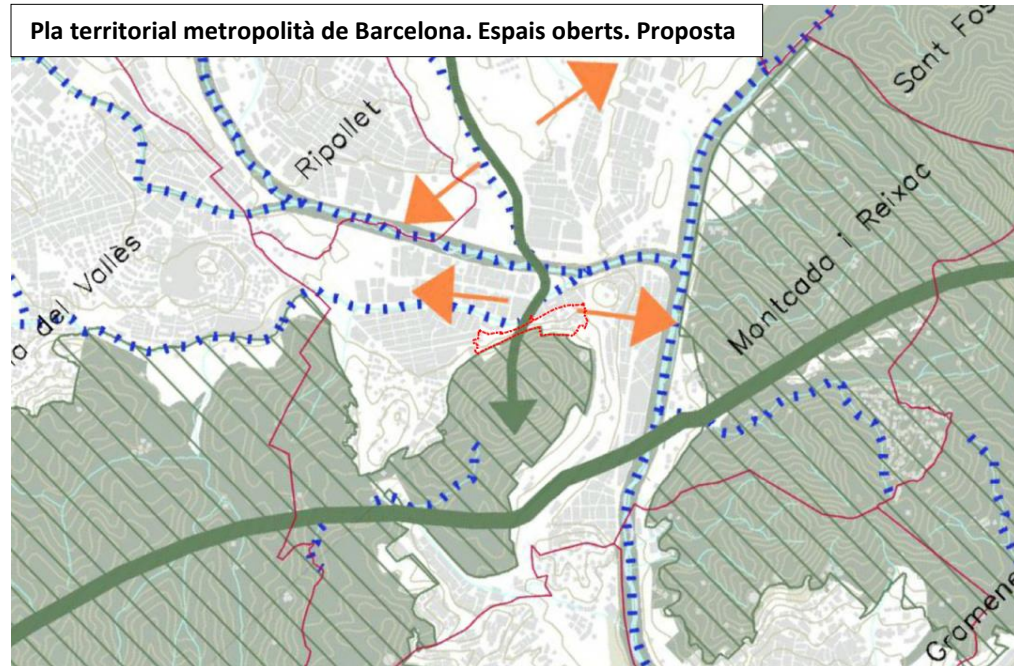 Pla territorial metropolità de Barcelona. Espais oberts. Proposta
Sant Fos
Ripollet
Montcada i Reixac
a del Vallès
Gramene